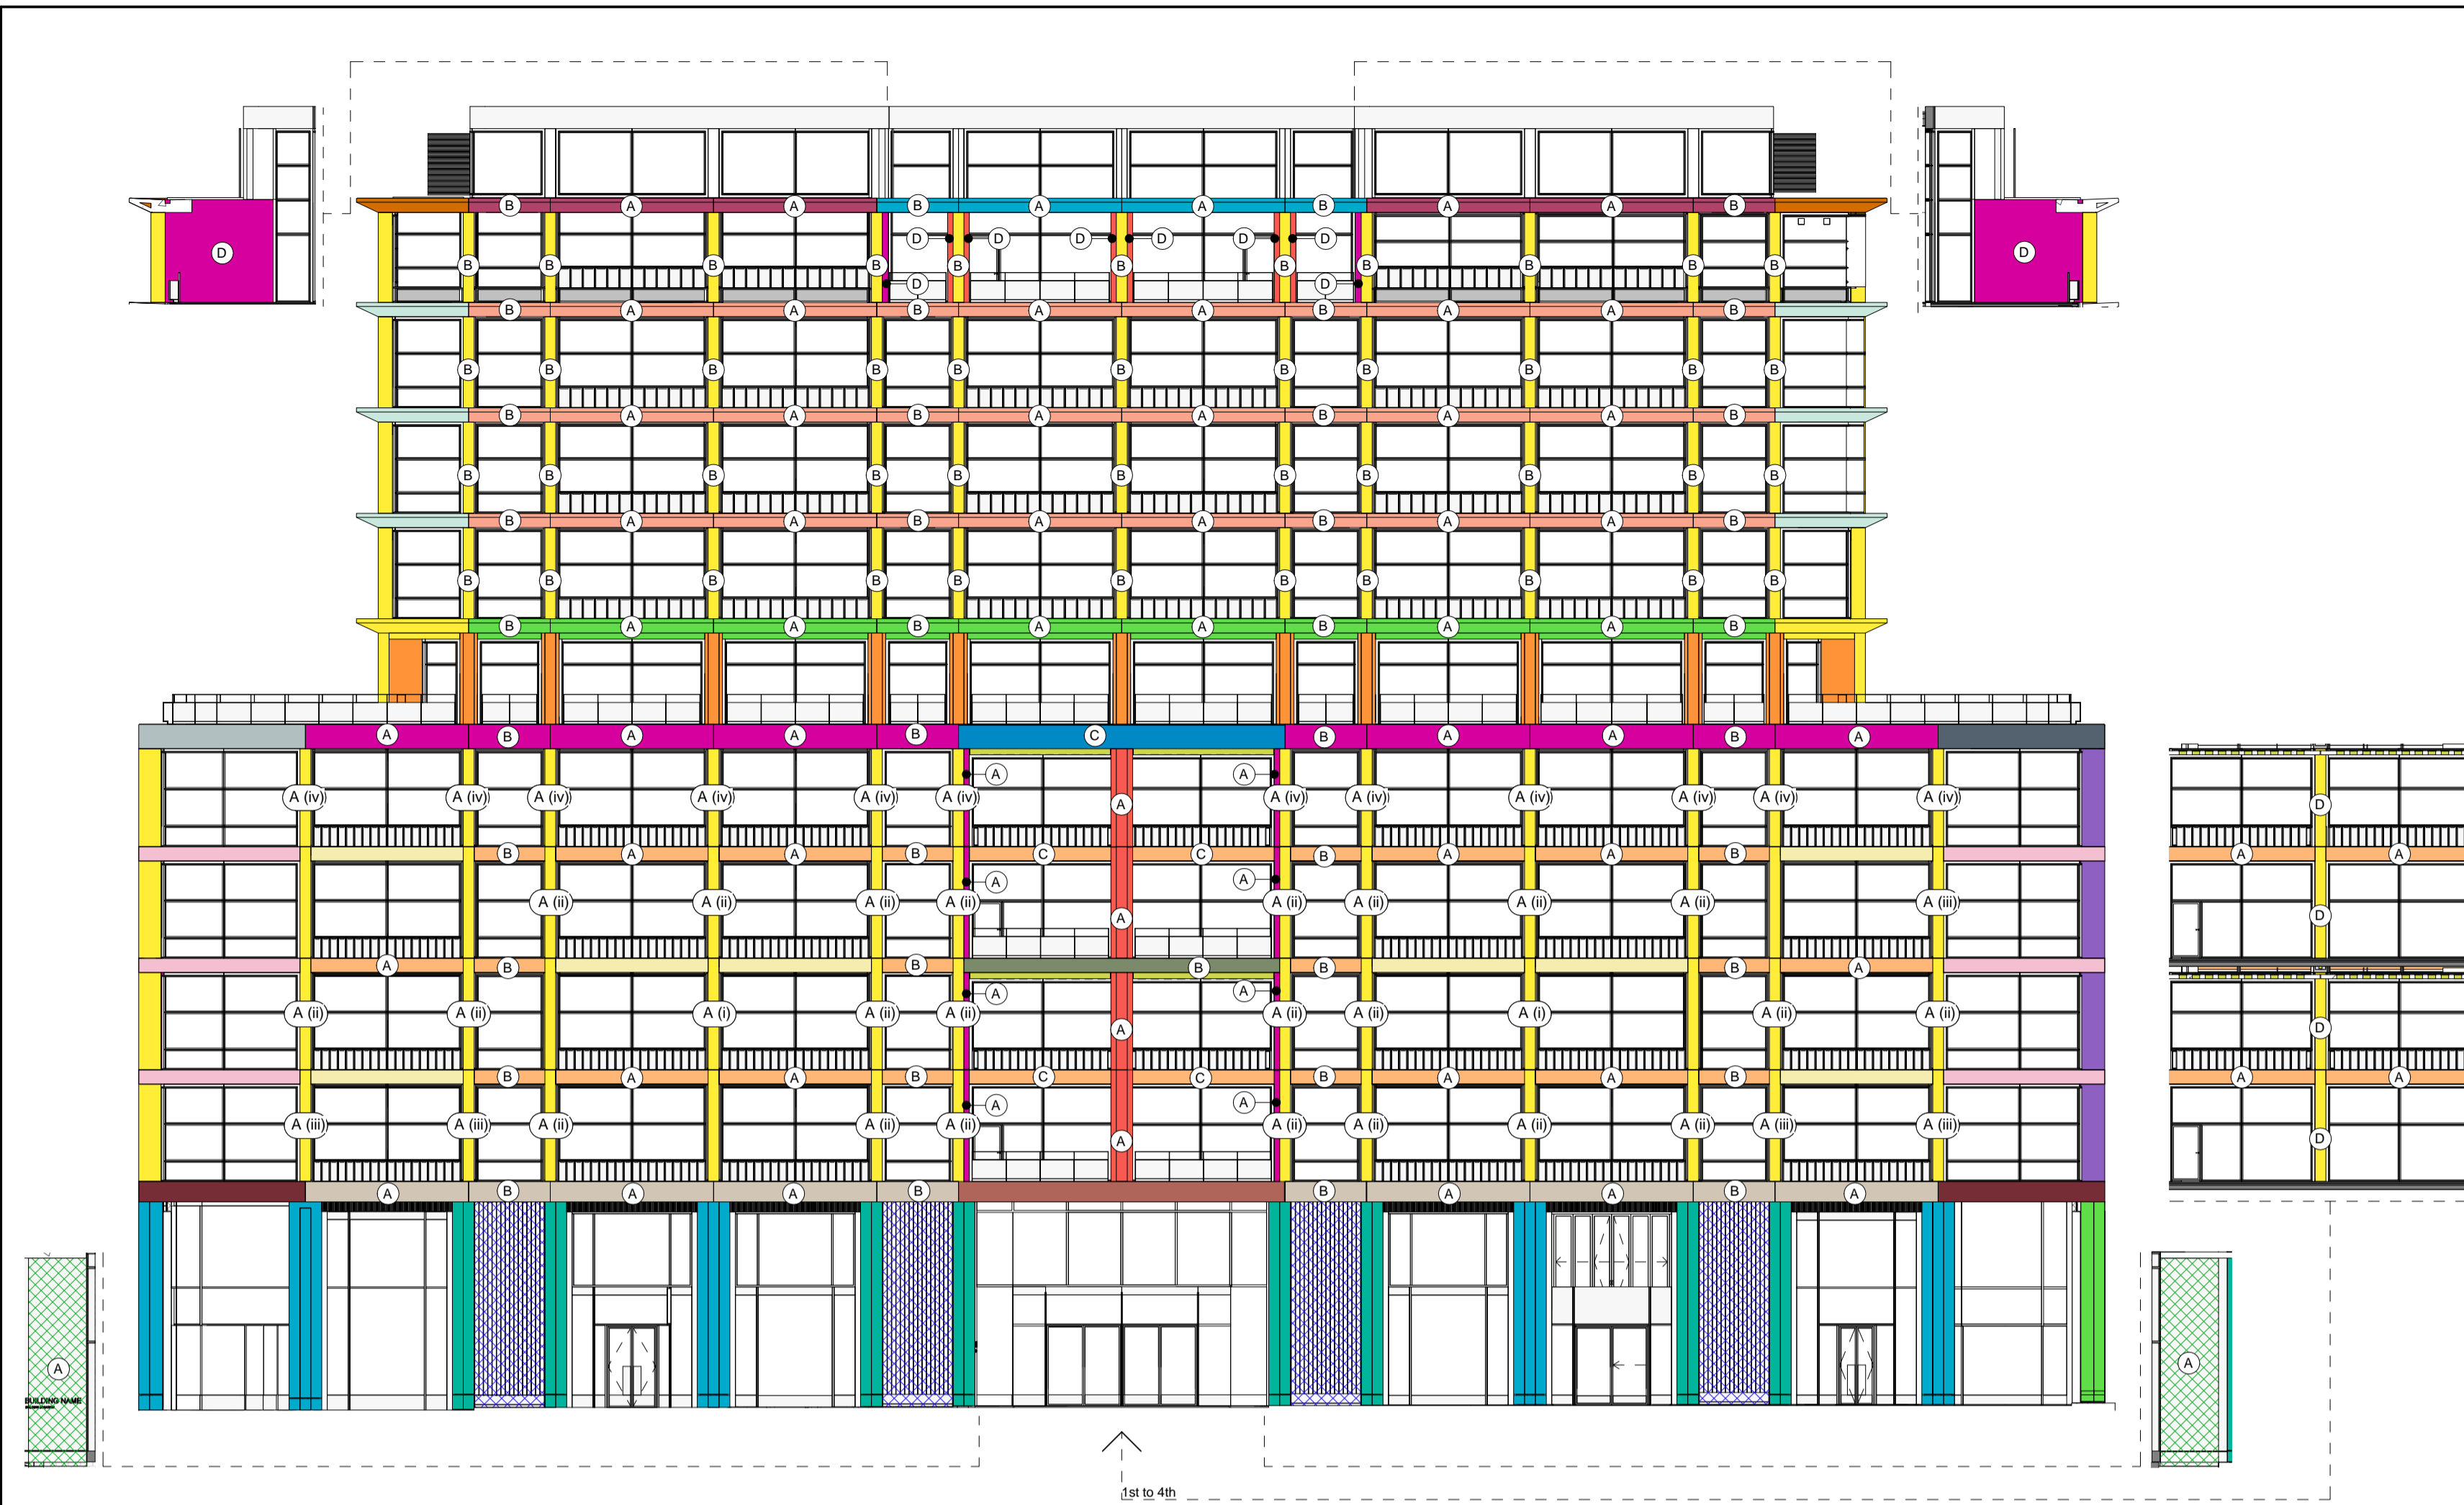 B A A B A A B A A B
D D D D D D
D D
B B B B B B B B B B B B
D D
B A A B A A B A A B
B B B B B B B B B B B B
B A A B A A B A A B
B B B B B B B B B B B B
B A A B A A B A A B
B B B B B B B B B B B B
B A A B A A B A A B
A B A A B C B A A B A
A A
A (iv) A (iv) A (iv) A (iv) A (iv) A (iv) A A (iv) A (iv) A (iv) A (iv) A (iv) A (iv) D
B A A B C C B A A B A A
A A
A (ii) A (ii) A (ii) A (ii) A A (ii) A (ii) A (ii) A (ii) A (iii) D
A B B B B B A
A A
A (ii) A (ii) A (i) A (ii) A (ii) A A (ii) A (ii) A (i) A (ii) A (ii) D
B A A B C C B A A B A A
A A
A (iii) A (iii) A (ii) A (ii) A (ii) A A (ii) A (ii) A (ii) A (ii) A (iii) A (iii) D
A B A A B B A A B A
A A
BUILDING NAME
1st to 4th